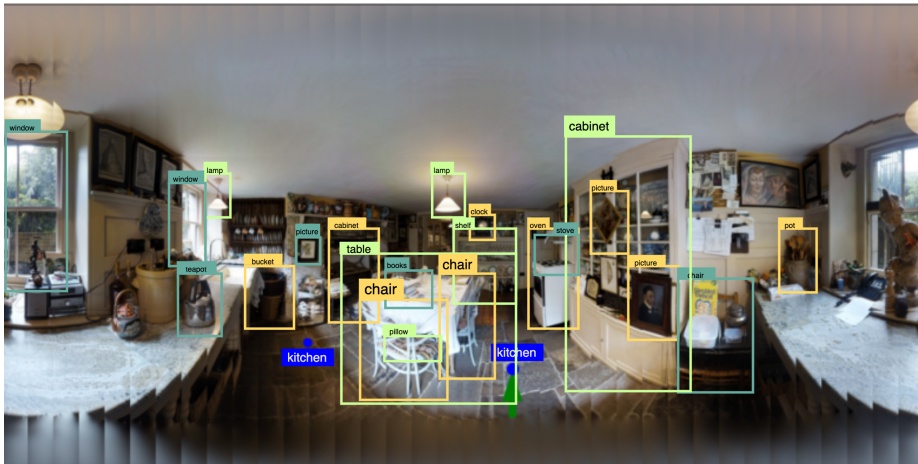 window
window
lamp
lamp
cabinet
picture
clock
cabinet
shelf
oven
stove
pot
picture
table
bucket
teapot
books
chair
picture
chair
chair
pillow
kitchen
kitchen